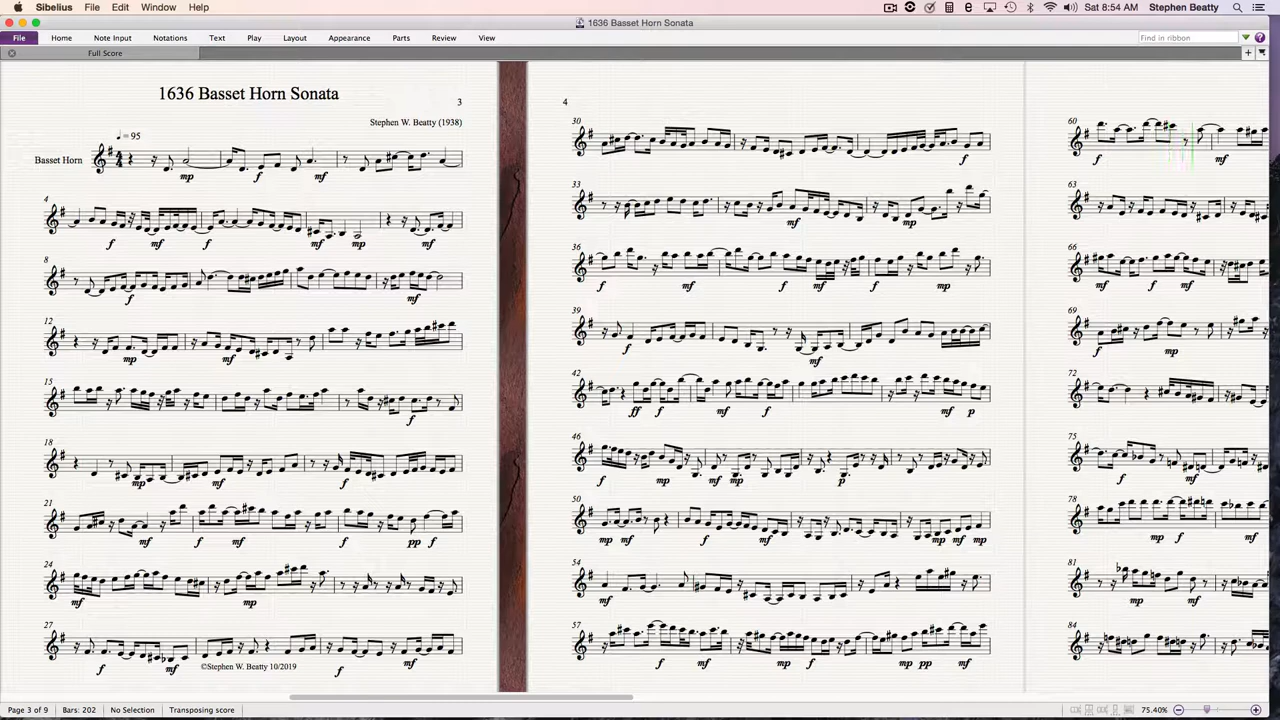 Sibelius File Edit Window Help Sat 8:54 AM Stephen Beatty
1636 Basset Horn Sonata
File Home Note Input Notations Text Play Layout Appearance Parts Review View Find in ribbon
Full Score
1636 Basset Horn Sonata
3
Stephen W. Beatty (1938)
= 95
Basset Horn
mp f mf
4
f mf f mf mp mf
8
f mf
12
mp mf
15
f
18
mp mf f
21
mf f mf f pp f
24
mf mp
27
f mf f mf
©Stephen W. Beatty 10/2019
4
30
f
33
mf mp
36
f mp f mf f mp
39
f mf
42
ff f mf f mf p
46
f mp mf mp p
50
mp mf f mf mp mf mp
54
mf mf
57
f mf mp f mp pp mf
60
f mf
63
66
f mf
69
f mp
72
75
f mf
78
mp f
81
mp mf
84
Page 3 of 9 Bars: 202 No Selection Transposing score 75.40%